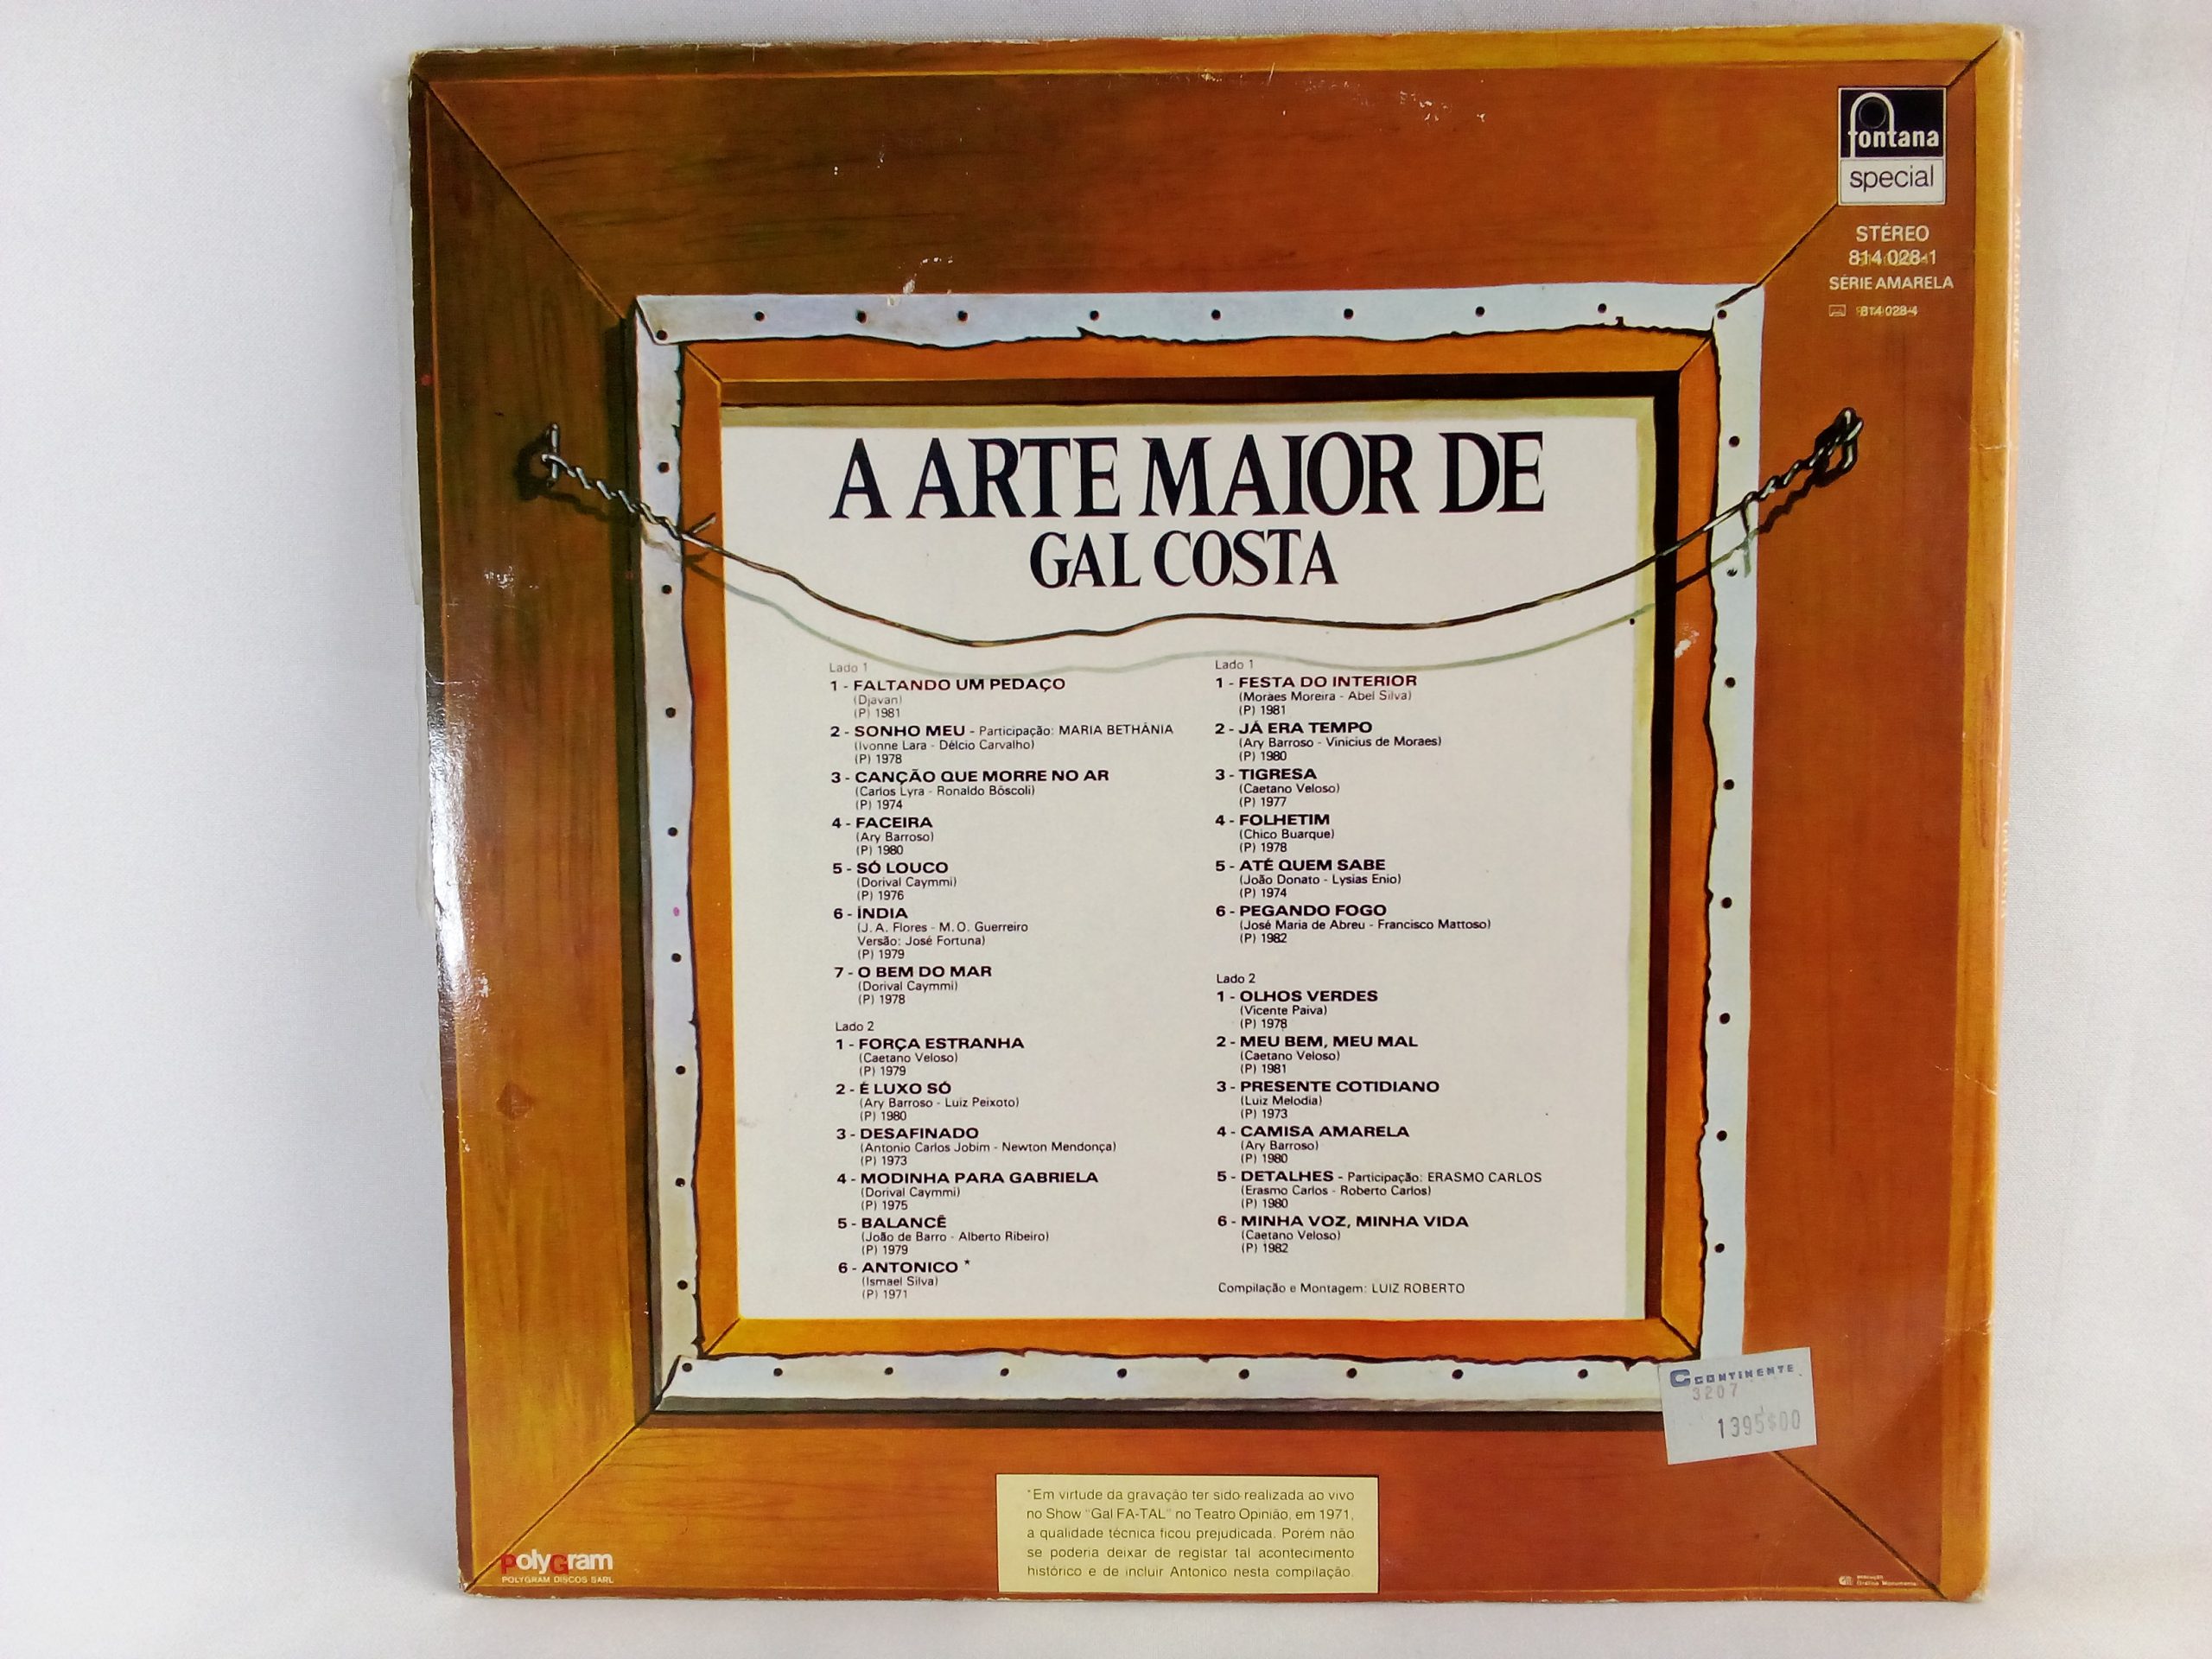 fontana
special
STÉREO
814 028-1
SÉRIE AMARELA
814 028-4
A ARTE MAIOR DE
GAL COSTA
Lado 1
1 - FALTANDO UM PEDAÇO
(Djavan)
(P) 1981
2 - SONHO MEU - Participação: MARIA BETHÂNIA
(Ivonne Lara - Délcio Carvalho)
(P) 1978
3 - CANÇÃO QUE MORRE NO AR
(Carlos Lyra - Ronaldo Bôscoli)
(P) 1974
4 - FACEIRA
(Ary Barroso)
(P) 1980
5 - SÓ LOUCO
(Dorival Caymmi)
(P) 1976
6 - ÍNDIA
(J. A. Flores - M. O. Guerreiro
Versão: José Fortuna)
(P) 1979
7 - O BEM DO MAR
(Dorival Caymmi)
(P) 1978
Lado 2
1 - FORÇA ESTRANHA
(Caetano Veloso)
(P) 1979
2 - É LUXO SÓ
(Ary Barroso - Luiz Peixoto)
(P) 1980
3 - DESAFINADO
(Antonio Carlos Jobim - Newton Mendonça)
(P) 1973
4 - MODINHA PARA GABRIELA
(Dorival Caymmi)
(P) 1975
5 - BALANCÊ
(João de Barro - Alberto Ribeiro)
(P) 1979
6 - ANTONICO *
(Ismael Silva)
(P) 1971
Lado 1
1 - FESTA DO INTERIOR
(Moraes Moreira - Abel Silva)
(P) 1981
2 - JÁ ERA TEMPO
(Ary Barroso - Vinicius de Moraes)
(P) 1980
3 - TIGRESA
(Caetano Veloso)
(P) 1977
4 - FOLHETIM
(Chico Buarque)
(P) 1978
5 - ATÉ QUEM SABE
(João Donato - Lysias Enio)
(P) 1974
6 - PEGANDO FOGO
(José Maria de Abreu - Francisco Mattoso)
(P) 1982
Lado 2
1 - OLHOS VERDES
(Vicente Paiva)
(P) 1978
2 - MEU BEM, MEU MAL
(Caetano Veloso)
(P) 1981
3 - PRESENTE COTIDIANO
(Luiz Melodia)
(P) 1973
4 - CAMISA AMARELA
(Ary Barroso)
(P) 1980
5 - DETALHES - Participação: ERASMO CARLOS
(Erasmo Carlos - Roberto Carlos)
(P) 1980
6 - MINHA VOZ, MINHA VIDA
(Caetano Veloso)
(P) 1982
Compilação e Montagem: LUIZ ROBERTO
CONTINENTE
3207
1395$00
*Em virtude da gravação ter sido realizada ao vivo
no Show "Gal FA-TAL" no Teatro Opinião, em 1971,
a qualidade técnica ficou prejudicada. Porém não
se poderia deixar de registar tal acontecimento
histórico e de incluir Antonico nesta compilação.
PolyGram
POLYGRAM DISCOS SARL